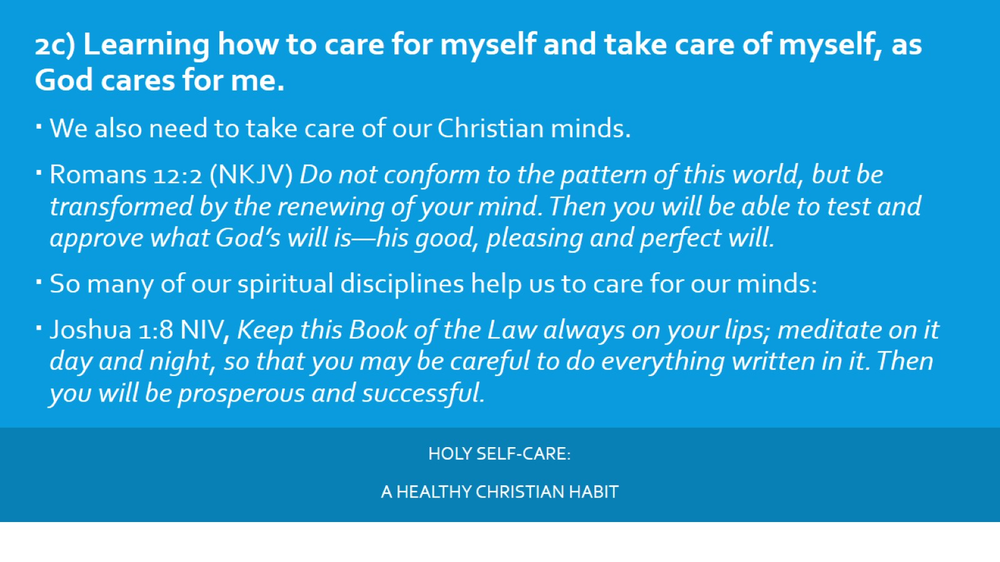 2c) Learning how to care for myself and take care of myself, as
God cares for me.
▪ We also need to take care of our Christian minds.
▪ Romans 12:2 (NKJV) Do not conform to the pattern of this world, but be
transformed by the renewing of your mind. Then you will be able to test and
approve what God’s will is—his good, pleasing and perfect will.
▪ So many of our spiritual disciplines help us to care for our minds:
▪ Joshua 1:8 NIV, Keep this Book of the Law always on your lips; meditate on it
day and night, so that you may be careful to do everything written in it. Then
you will be prosperous and successful.
HOLY SELF-CARE:
A HEALTHY CHRISTIAN HABIT